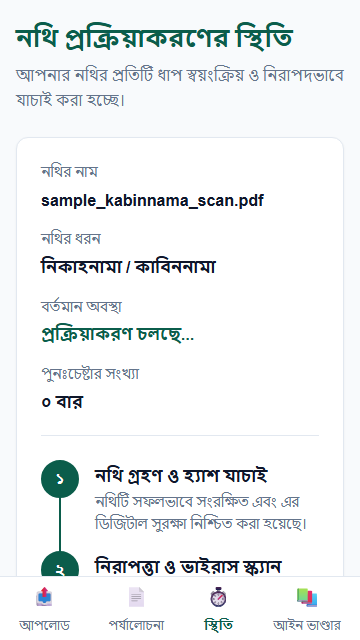 নথি প্রক্রিয়াকরণের স্থিতি
আপনার নথির প্রতিটি ধাপ স্বয়ংক্রিয় ও নিরাপদভাবে
যাচাই করা হচ্ছে।
নথির নাম
sample_kabinnama_scan.pdf
নথির ধরন
নিকাহনামা / কাবিননামা
বর্তমান অবস্থা
প্রক্রিয়াকরণ চলছে...
পুনঃচেষ্টার সংখ্যা
০ বার
১
নথি গ্রহণ ও হ্যাশ যাচাই
নথিটি সফলভাবে সংরক্ষিত এবং এর
ডিজিটাল সুরক্ষা নিশ্চিত করা হয়েছে।
২
নিরাপত্তা ও ভাইরাস স্ক্যান
আপলোড
পর্যালোচনা
স্থিতি
আইন ভাণ্ডার